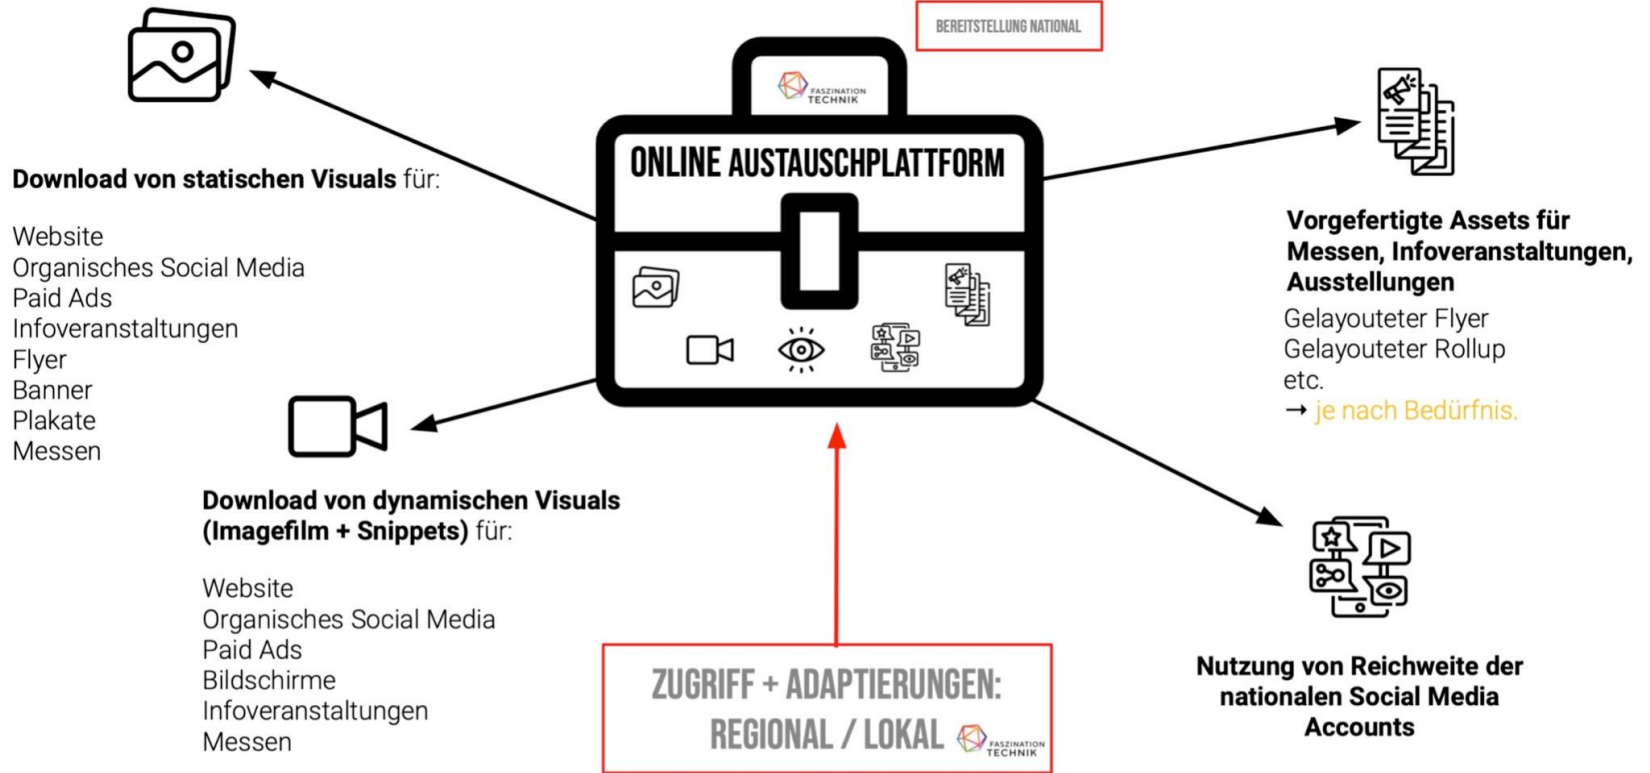 BEREITSTELLUNG NATIONAL
FASZINATION
TECHNIK
ONLINE AUSTAUSCHPLATTFORM
Download von statischen Visuals für:
Website
Organisches Social Media
Paid Ads
Infoveranstaltungen
Flyer
Banner
Plakate
Messen
Download von dynamischen Visuals
(Imagefilm + Snippets) für:
Website
Organisches Social Media
Paid Ads
Bildschirme
Infoveranstaltungen
Messen
Vorgefertigte Assets für
Messen, Infoveranstaltungen,
Ausstellungen
Gelayouteter Flyer
Gelayouteter Rollup
etc.
→ je nach Bedürfnis.
Nutzung von Reichweite der
nationalen Social Media
Accounts
ZUGRIFF + ADAPTIERUNGEN:
REGIONAL / LOKAL
FASZINATION
TECHNIK